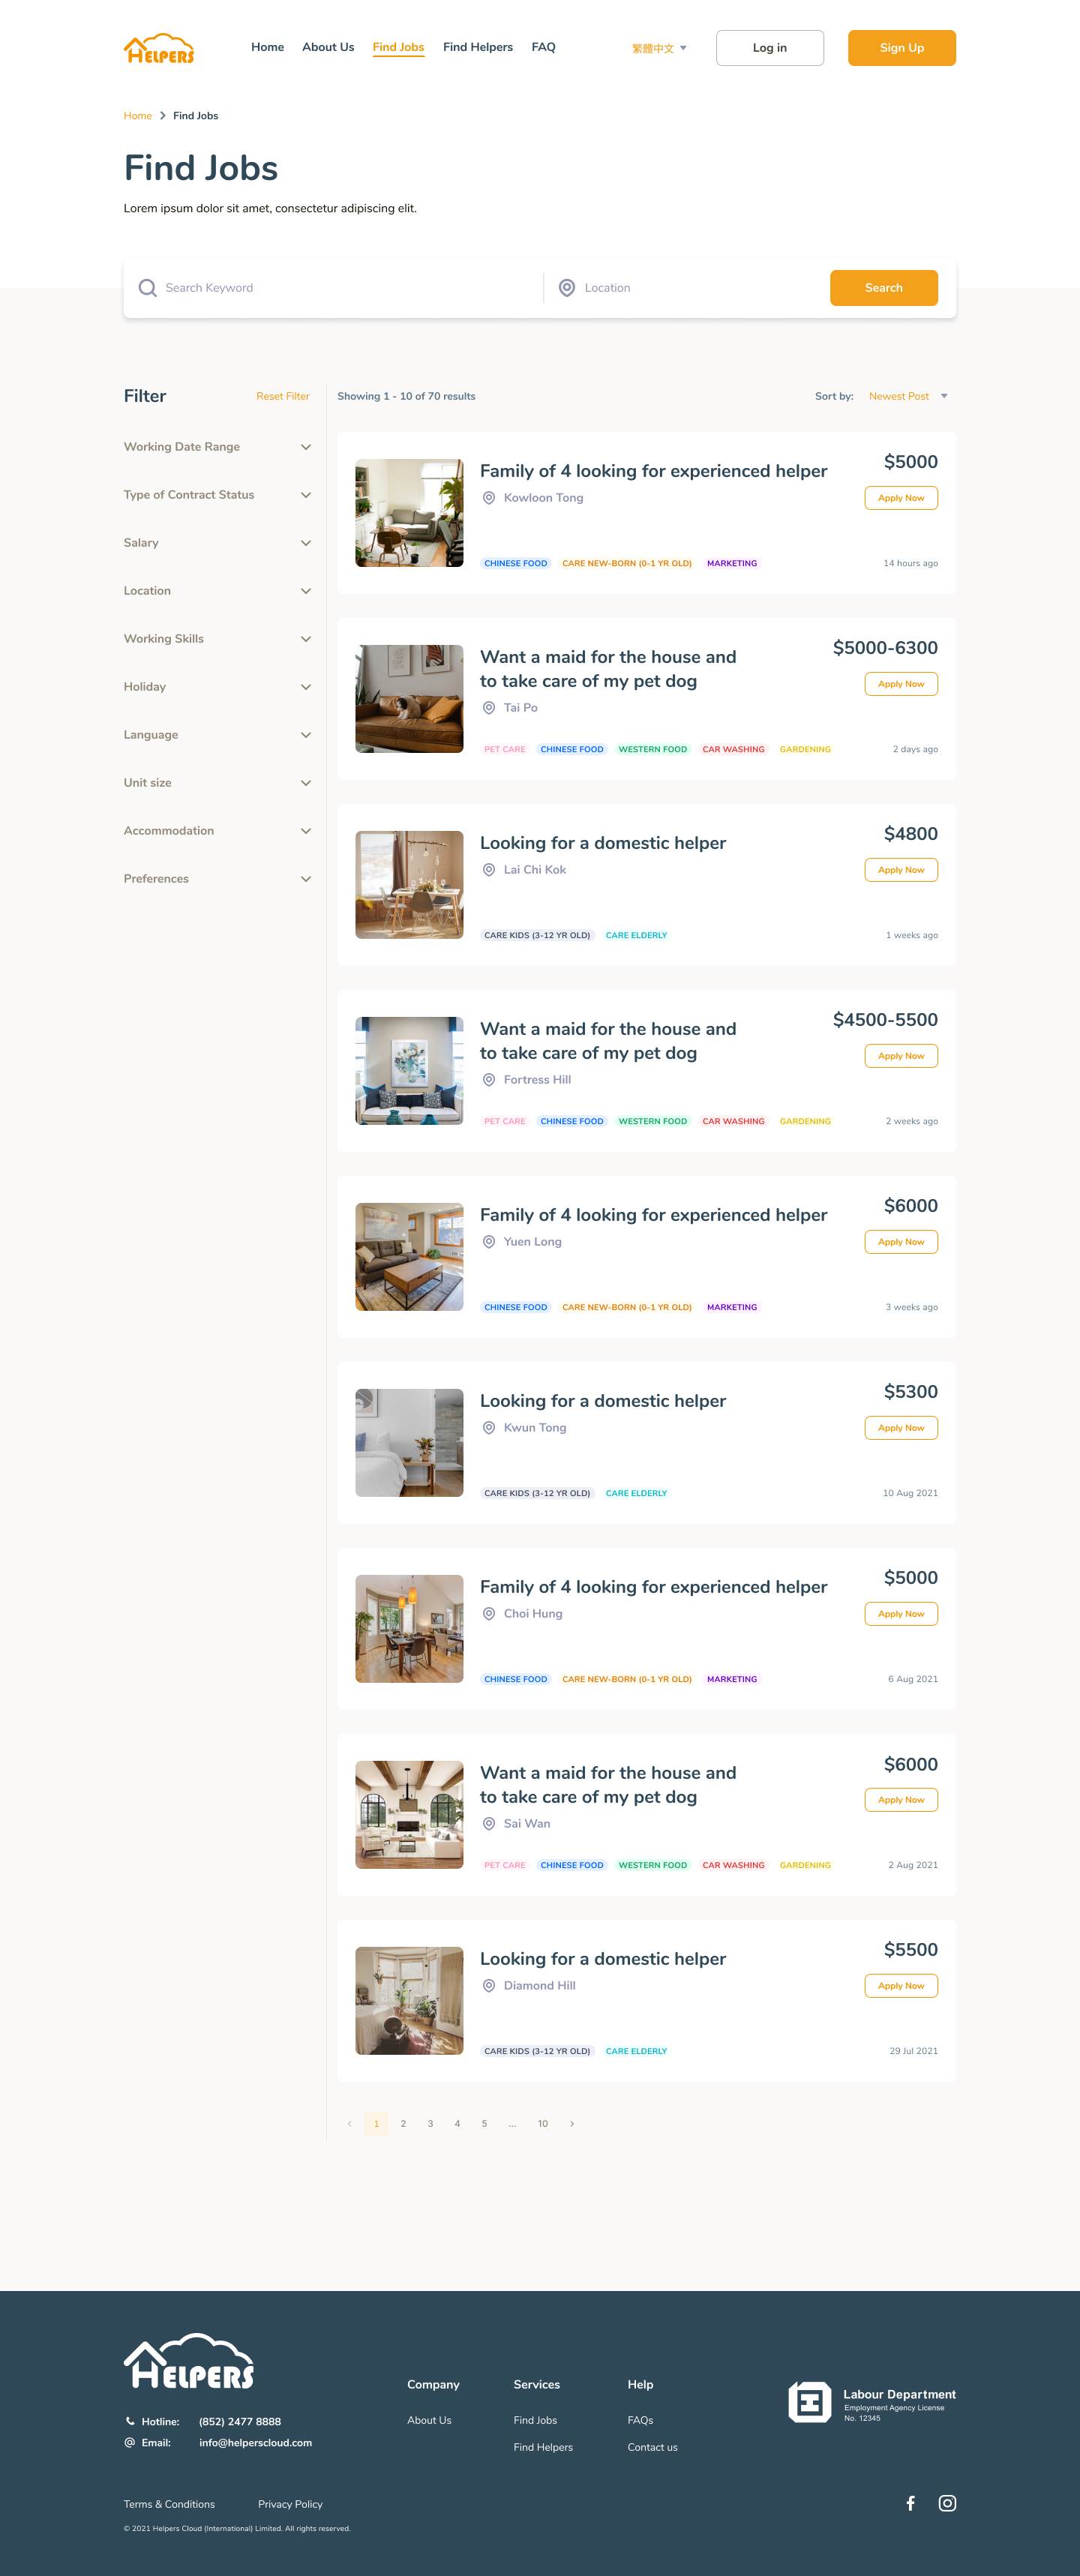 HELPERS
Home About Us Find Jobs Find Helpers FAQ 繁體中文 Log in Sign Up
Home Find Jobs
Find Jobs
Lorem ipsum dolor sit amet, consectetur adipiscing elit.
Search Keyword Location Search
Filter Reset Filter
Working Date Range
Type of Contract Status
Salary
Location
Working Skills
Holiday
Language
Unit size
Accommodation
Preferences
Showing 1 - 10 of 70 results Sort by: Newest Post
Family of 4 looking for experienced helper $5000
Kowloon Tong Apply Now
CHINESE FOOD CARE NEW-BORN (0-1 YR OLD) MARKETING 14 hours ago
Want a maid for the house and $5000-6300
to take care of my pet dog Apply Now
Tai Po
PET CARE CHINESE FOOD WESTERN FOOD CAR WASHING GARDENING 2 days ago
Looking for a domestic helper $4800
Lai Chi Kok Apply Now
CARE KIDS (3-12 YR OLD) CARE ELDERLY 1 weeks ago
Want a maid for the house and $4500-5500
to take care of my pet dog Apply Now
Fortress Hill
PET CARE CHINESE FOOD WESTERN FOOD CAR WASHING GARDENING 2 weeks ago
Family of 4 looking for experienced helper $6000
Yuen Long Apply Now
CHINESE FOOD CARE NEW-BORN (0-1 YR OLD) MARKETING 3 weeks ago
Looking for a domestic helper $5300
Kwun Tong Apply Now
CARE KIDS (3-12 YR OLD) CARE ELDERLY 10 Aug 2021
Family of 4 looking for experienced helper $5000
Choi Hung Apply Now
CHINESE FOOD CARE NEW-BORN (0-1 YR OLD) MARKETING 6 Aug 2021
Want a maid for the house and $6000
to take care of my pet dog Apply Now
Sai Wan
PET CARE CHINESE FOOD WESTERN FOOD CAR WASHING GARDENING 2 Aug 2021
Looking for a domestic helper $5500
Diamond Hill Apply Now
CARE KIDS (3-12 YR OLD) CARE ELDERLY 29 Jul 2021
1 2 3 4 5 ... 10
HELPERS
Hotline: (852) 2477 8888
Email: info@helperscloud.com
Company
About Us
Services
Find Jobs
Find Helpers
Help
FAQs
Contact us
Labour Department
Employment Agency License
No. 12345
Terms & Conditions Privacy Policy
© 2021 Helpers Cloud (International) Limited. All rights reserved.